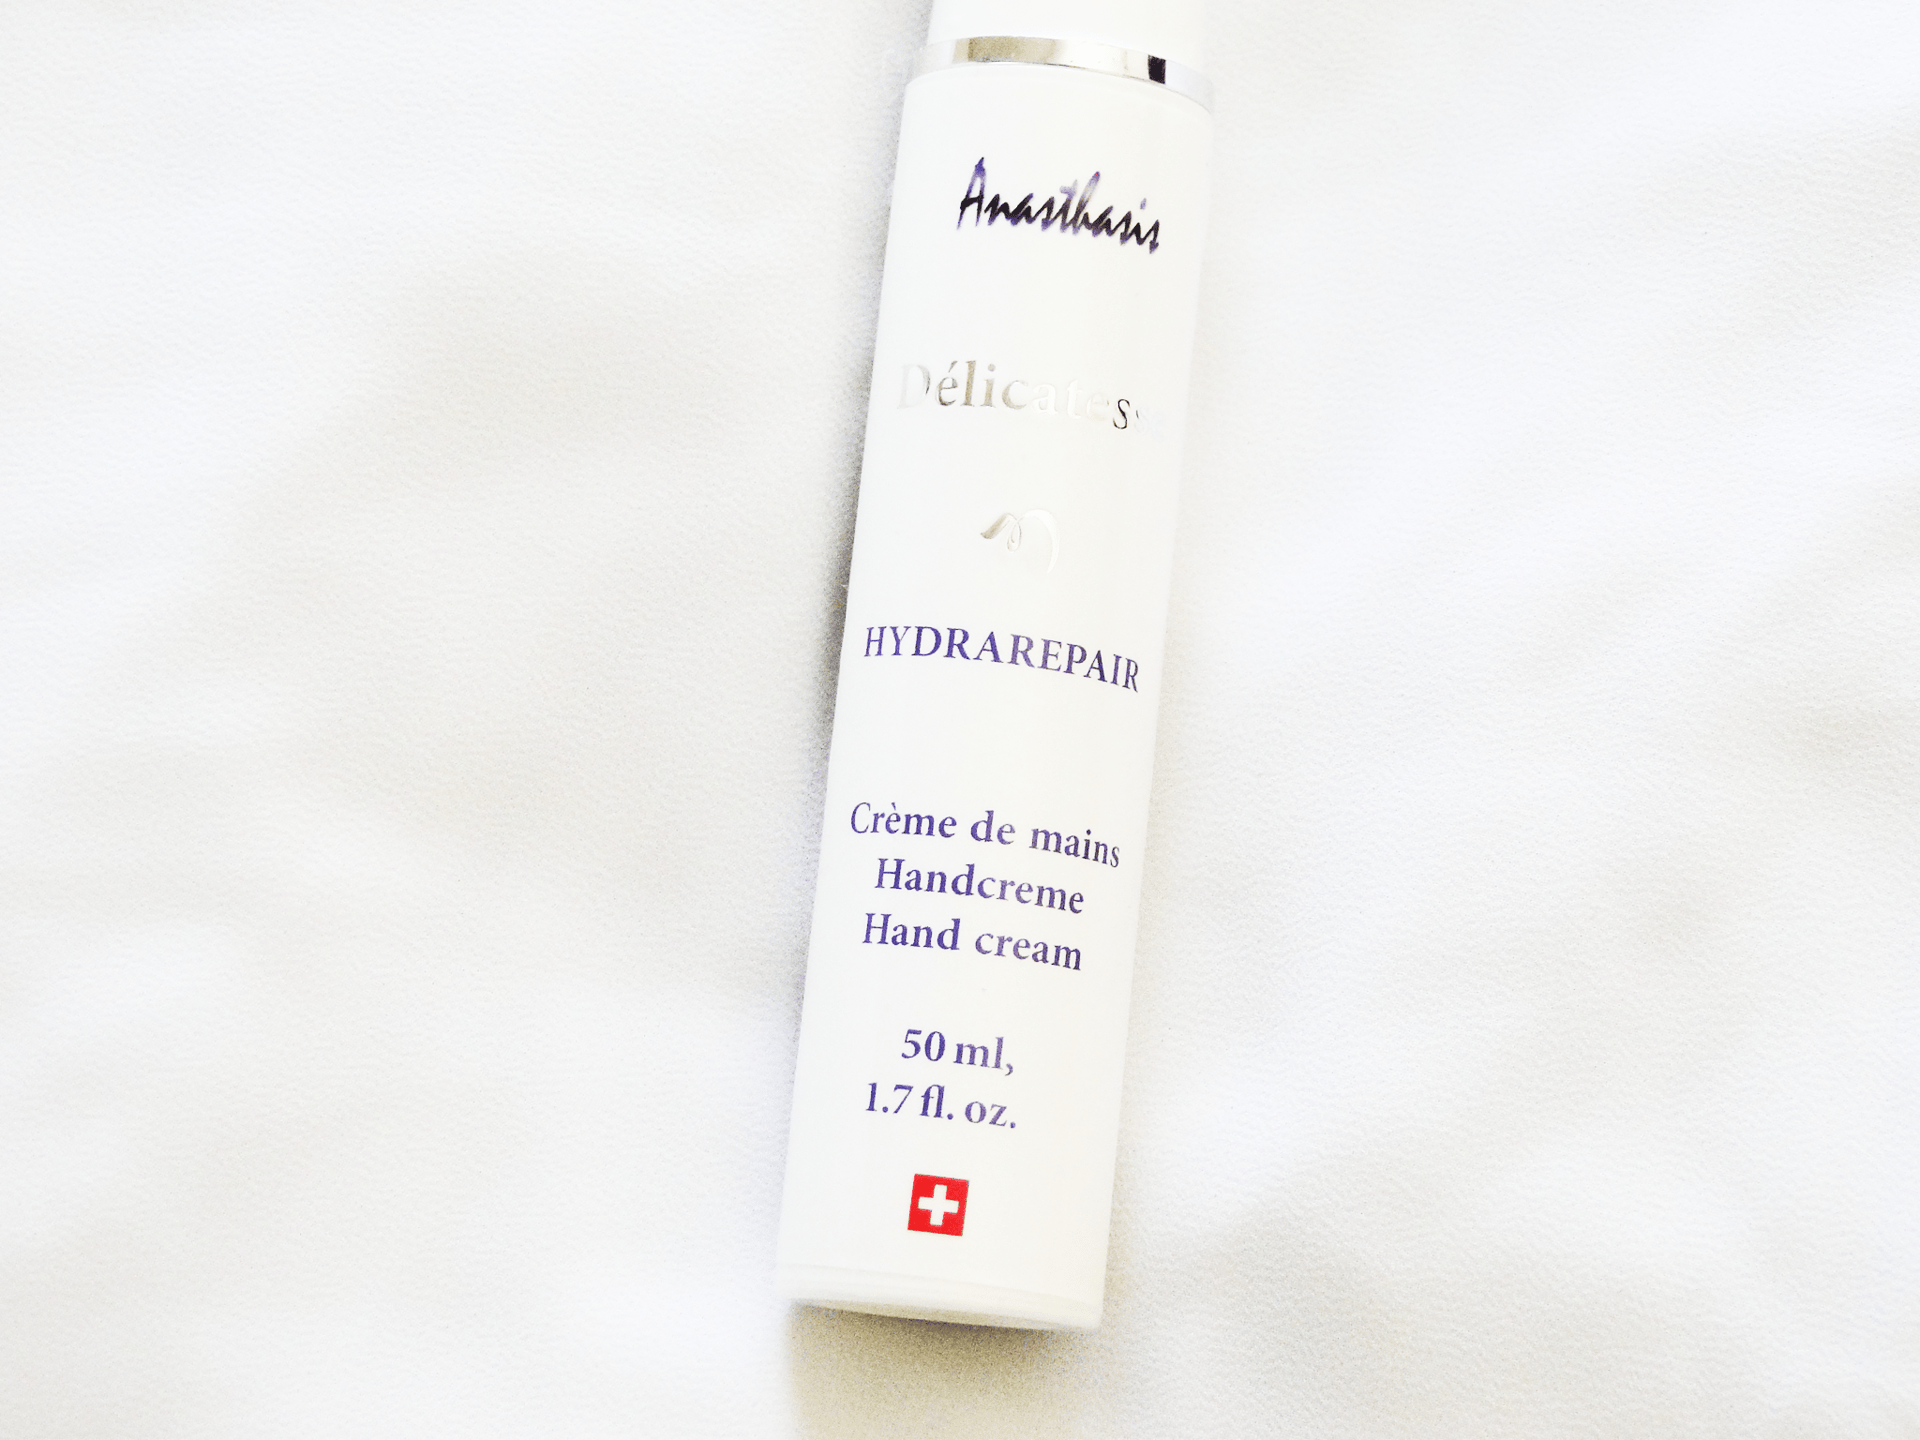 Anasthasis
Délicatesse
HYDRAREPAIR
Crème de mains
Handcreme
Hand cream
50 ml,
1.7 fl. oz.